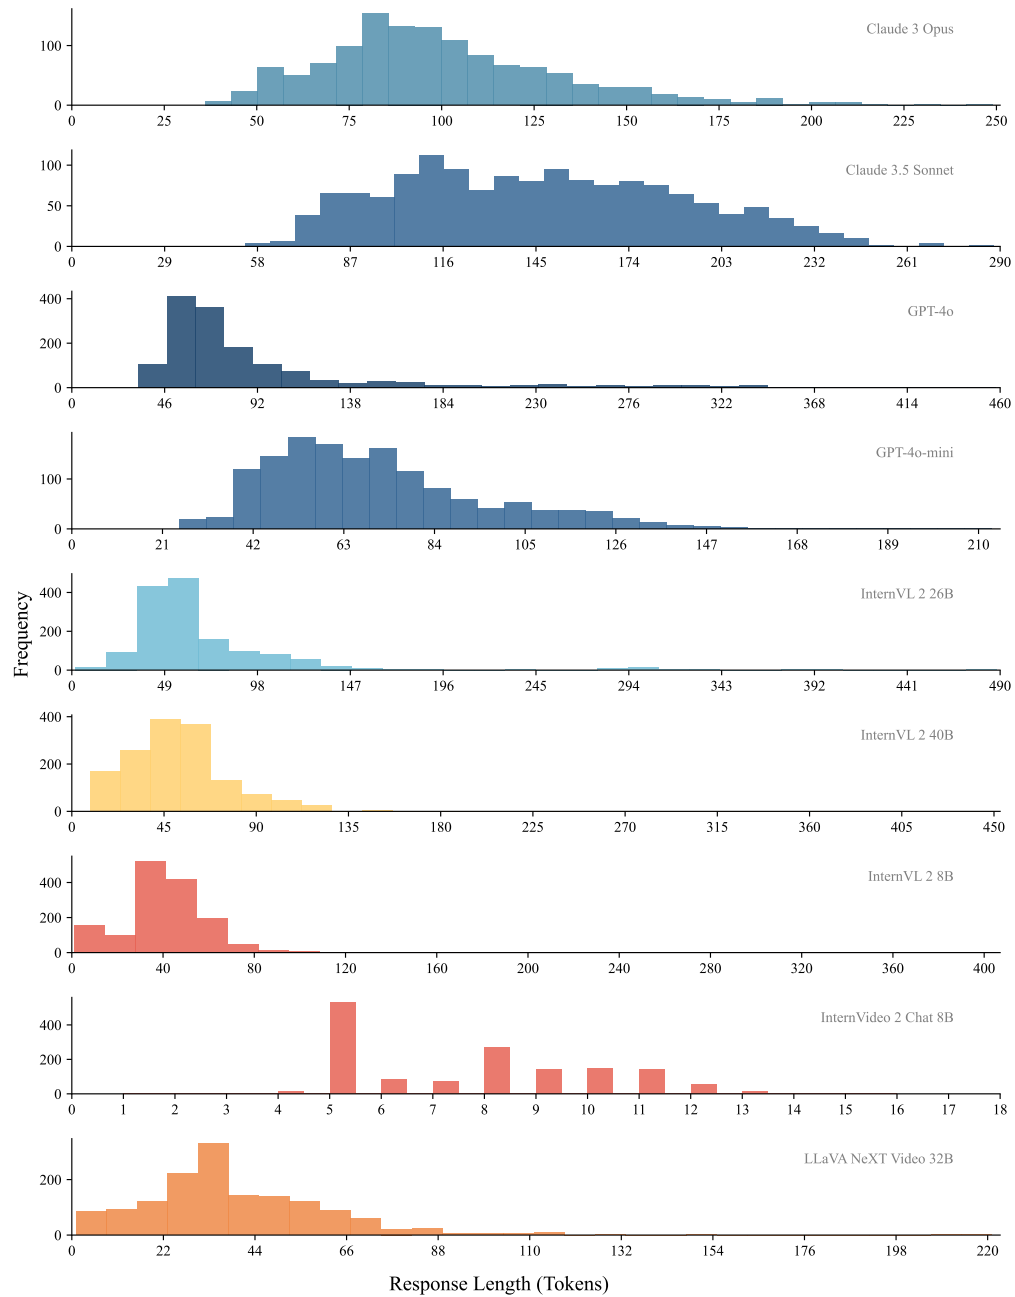 Claude 3 Opus
100
0
0 25 50 75 100 125 150 175 200 225 250
Claude 3.5 Sonnet
100
50
0
0 29 58 87 116 145 174 203 232 261 290
GPT-4o
400
200
0
0 46 92 138 184 230 276 322 368 414 460
GPT-4o-mini
100
0
0 21 42 63 84 105 126 147 168 189 210
Frequency
InternVL 2 26B
400
200
0
0 49 98 147 196 245 294 343 392 441 490
InternVL 2 40B
400
200
0
0 45 90 135 180 225 270 315 360 405 450
InternVL 2 8B
400
200
0
0 40 80 120 160 200 240 280 320 360 400
InternVideo 2 Chat 8B
400
200
0
0 1 2 3 4 5 6 7 8 9 10 11 12 13 14 15 16 17 18
LLaVA NeXT Video 32B
200
0
0 22 44 66 88 110 132 154 176 198 220
Response Length (Tokens)